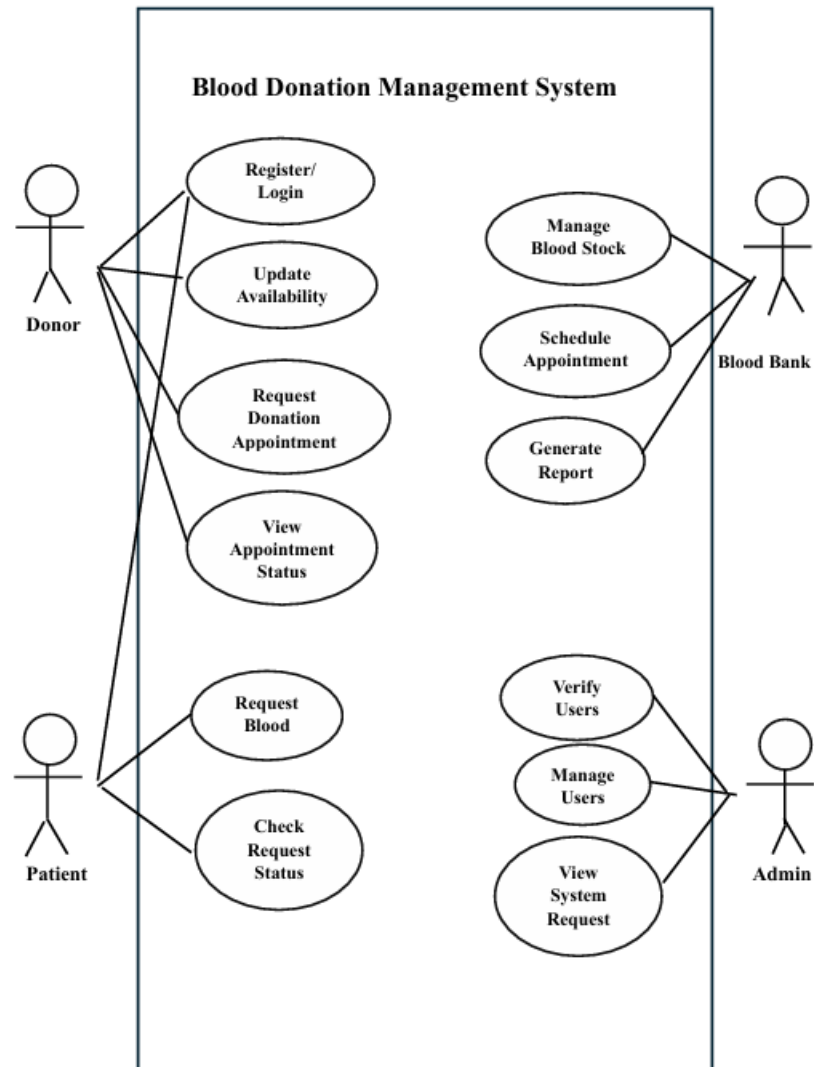 Blood Donation Management System
Register/
Login
Update
Availability
Request
Donation
Appointment
View
Appointment
Status
Request
Blood
Check
Request
Status
Manage
Blood Stock
Schedule
Appointment
Generate
Report
Verify
Users
Manage
Users
View
System
Request
Donor
Patient
Blood Bank
Admin